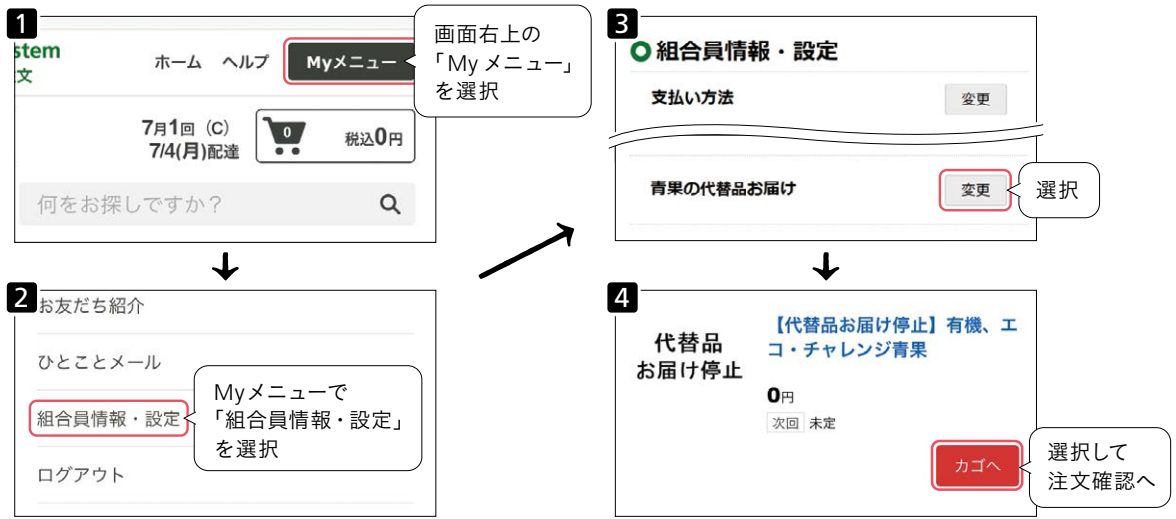 1
stem
文
ホーム ヘルプ Myメニュー
画面右上の
「My メニュー」
を選択
7月1回（C）
7/4(月)配達
0
税込0円
何をお探しですか？
2
お友だち紹介
ひとことメール
組合員情報・設定
Myメニューで
「組合員情報・設定」
を選択
ログアウト
3
組合員情報・設定
支払い方法 変更
青果の代替品お届け 変更
選択
4
代替品
お届け停止
【代替品お届け停止】有機、エ
コ・チャレンジ青果
0円
次回 未定
カゴへ
選択して
注文確認へ